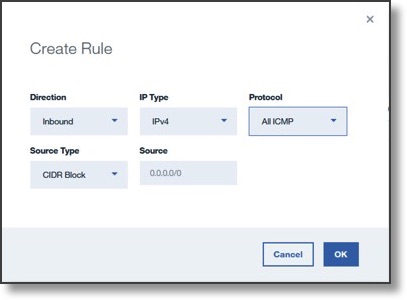 Create Rule
Direction IP Type Protocol
Inbound IPv4 All ICMP
Source Type Source
CIDR Block 0.0.0.0/0
Cancel OK